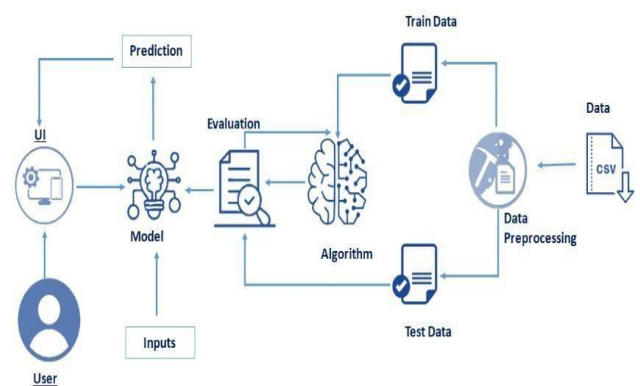 Train Data
Prediction
Data
UI
Evaluation
CSV
Model
Algorithm
Data
Preprocessing
Inputs
Test Data
User